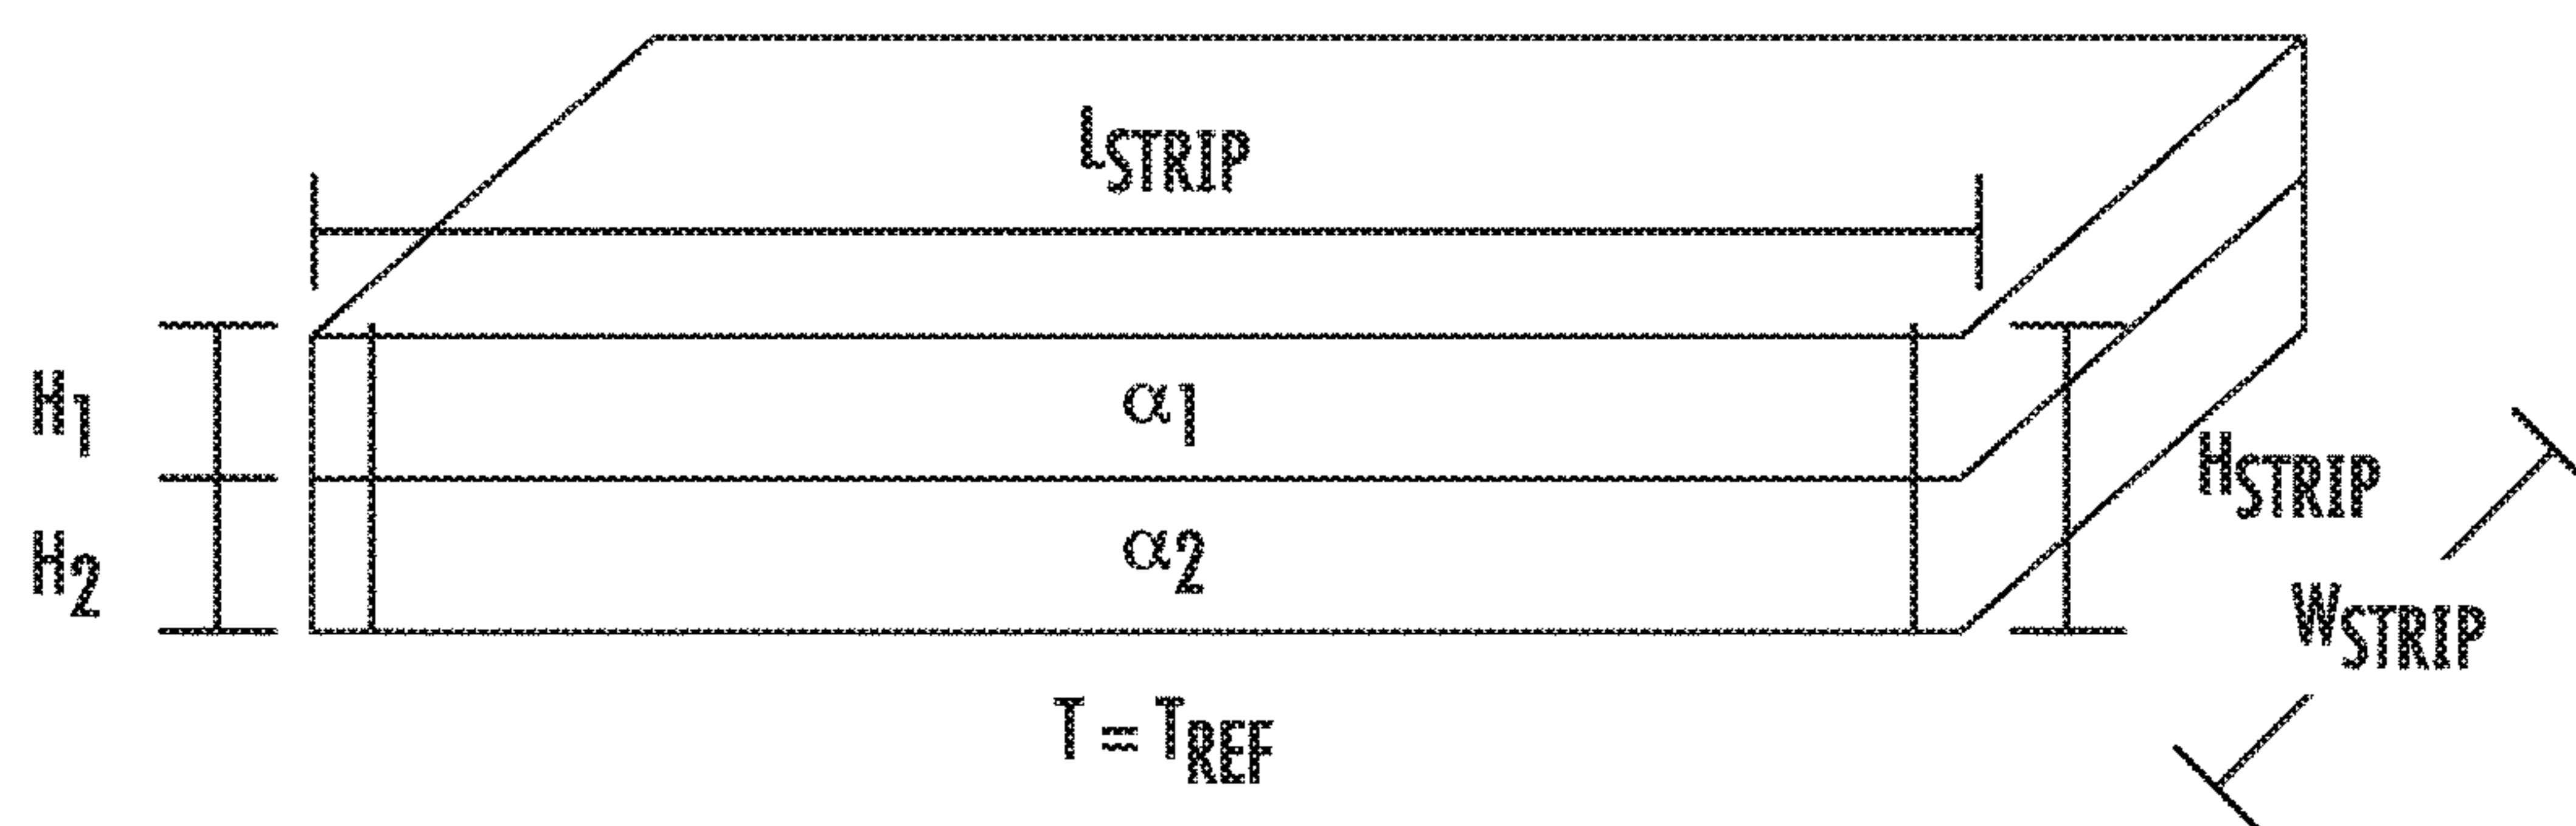 LSTRIP
H1
α1
H2
α2
HSTRIP
WSTRIP
T = TREF